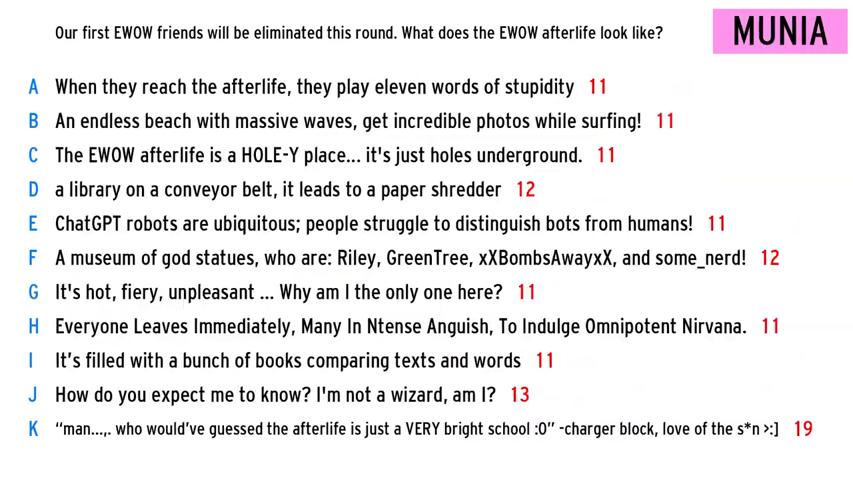 Our first EWOW friends will be eliminated this round. What does the EWOW afterlife look like?
MUNIA
A When they reach the afterlife, they play eleven words of stupidity 11
B An endless beach with massive waves, get incredible photos while surfing! 11
C The EWOW afterlife is a HOLE-Y place... it's just holes underground. 11
D a library on a conveyor belt, it leads to a paper shredder 12
E ChatGPT robots are ubiquitous; people struggle to distinguish bots from humans! 11
F A museum of god statues, who are: Riley, GreenTree, xXBombsAwayxX, and some_nerd! 12
G It's hot, fiery, unpleasant ... Why am I the only one here? 11
H Everyone Leaves Immediately, Many In Ntense Anguish, To Indulge Omnipotent Nirvana. 11
I It’s filled with a bunch of books comparing texts and words 11
J How do you expect me to know? I'm not a wizard, am I? 13
K “man...,. who would’ve guessed the afterlife is just a VERY bright school :0” -charger block, love of the s*n >:] 19